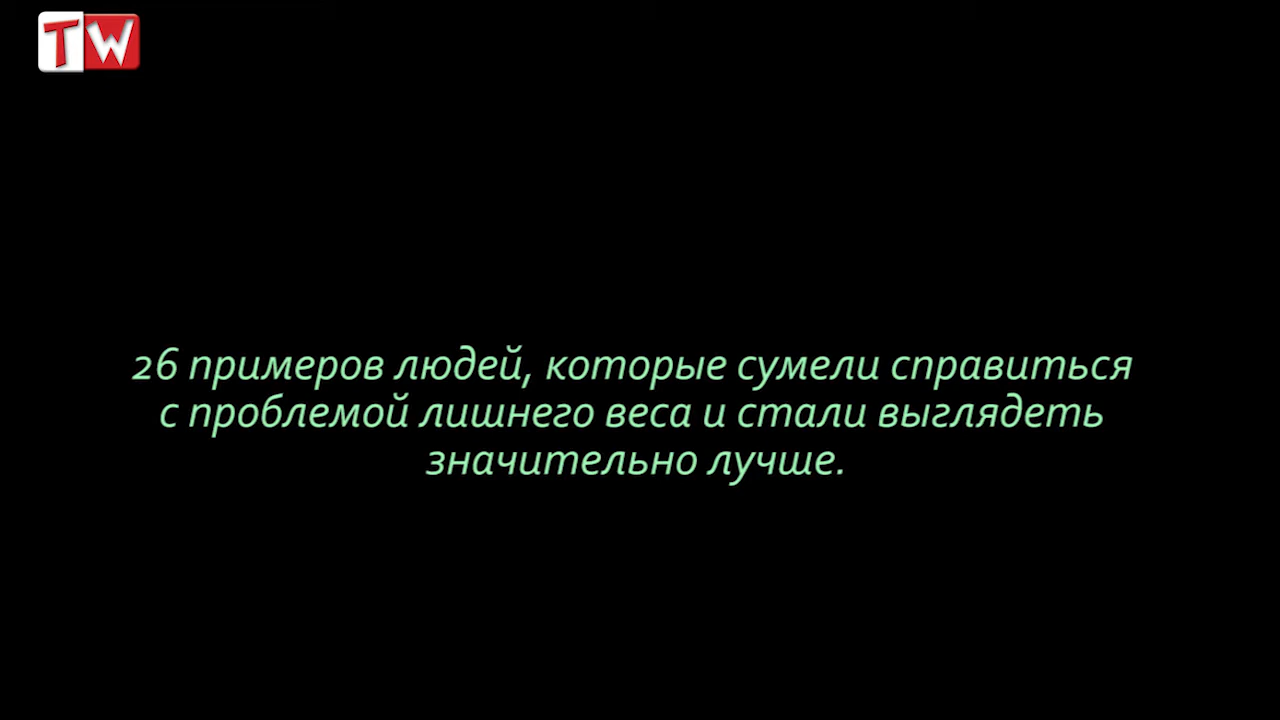 TW
26 примеров людей, которые сумели справиться
с проблемой лишнего веса и стали выглядеть
значительно лучше.